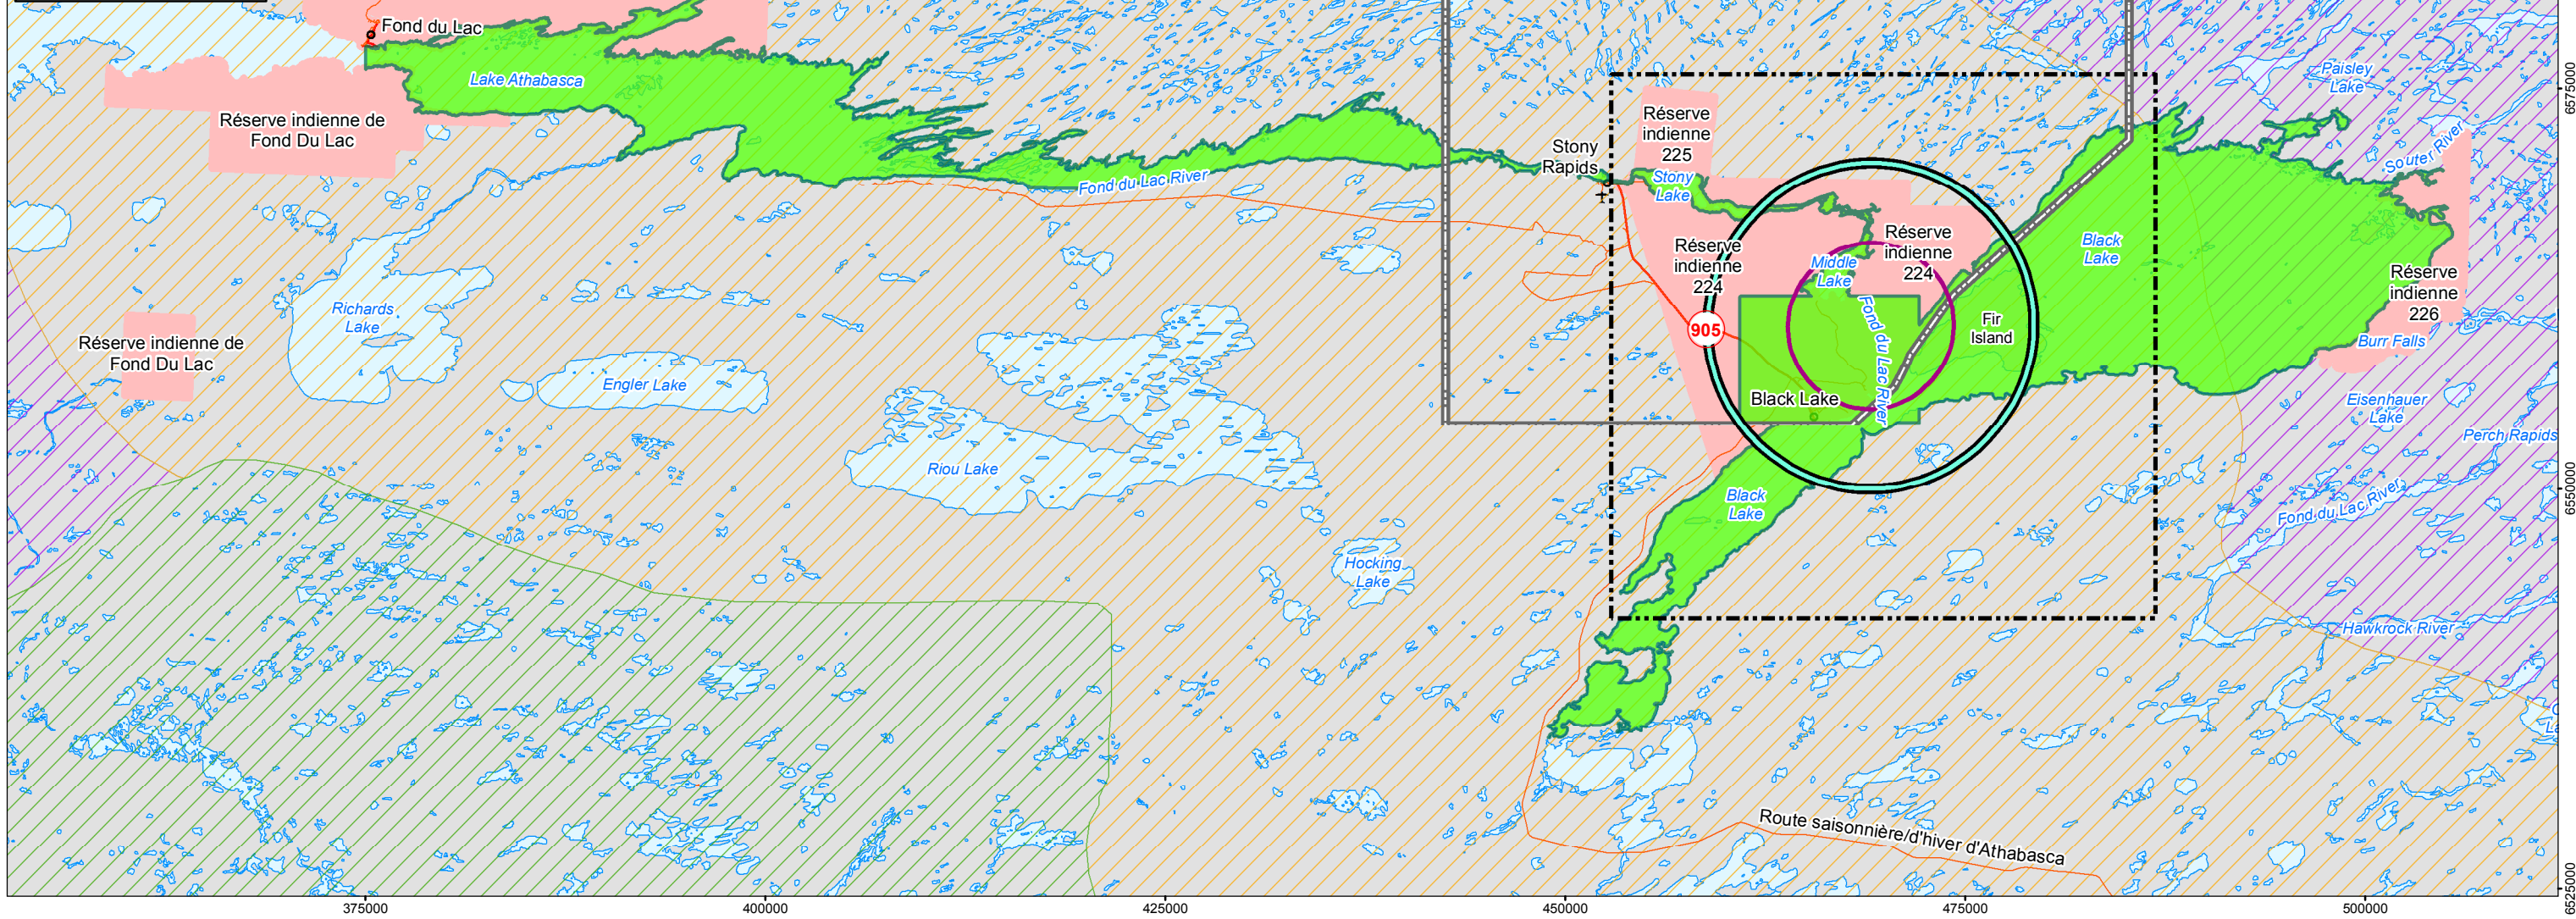 Fond du Lac
Lake Athabasca
Réserve indienne de
Fond Du Lac
Paisley
Lake
6575000
Souter River
Réserve
indienne
225
Stony
Rapids
Stony
Lake
Fond du Lac River
Réserve
indienne
224
Réserve
indienne
224
Middle
Lake
Black
Lake
Réserve
indienne
226
Richards
Lake
Réserve indienne de
Fond Du Lac
905
Fond du Lac River
Fir
Island
Burr Falls
Engler Lake
Black Lake
Eisenhauer
Lake
Perch Rapids
Riou Lake
Black
Lake
6550000
Fond du Lac River
Hocking
Lake
Hawkrock River
Route saisonnière/d'hiver d'Athabasca
375000
400000
425000
450000
475000
500000